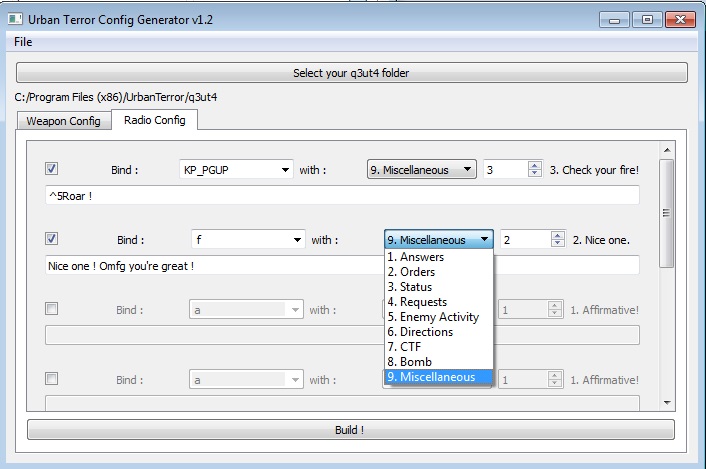 Urban Terror Config Generator v1.2
File
Select your q3ut4 folder
C:/Program Files (x86)/UrbanTerror/q3ut4
Weapon Config Radio Config
Bind : KP_PGUP with : 9. Miscellaneous 3 3. Check your fire!
^5Roar !
Bind : f with : 9. Miscellaneous 2 2. Nice one.
Nice one ! Omfg you're great !
1. Answers
2. Orders
3. Status
4. Requests
5. Enemy Activity
6. Directions
7. CTF
8. Bomb
9. Miscellaneous
Bind : a with : 1 1. Affirmative!
Bind : a with : 1 1. Affirmative!
Build !